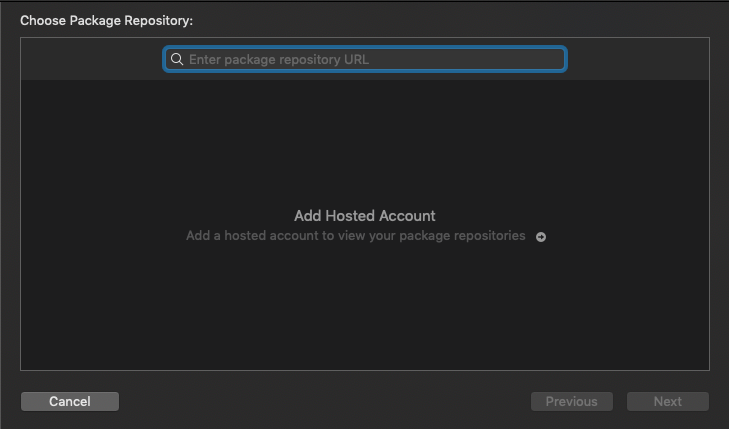 Choose Package Repository:
Enter package repository URL
Add Hosted Account
Add a hosted account to view your package repositories
Cancel
Previous
Next